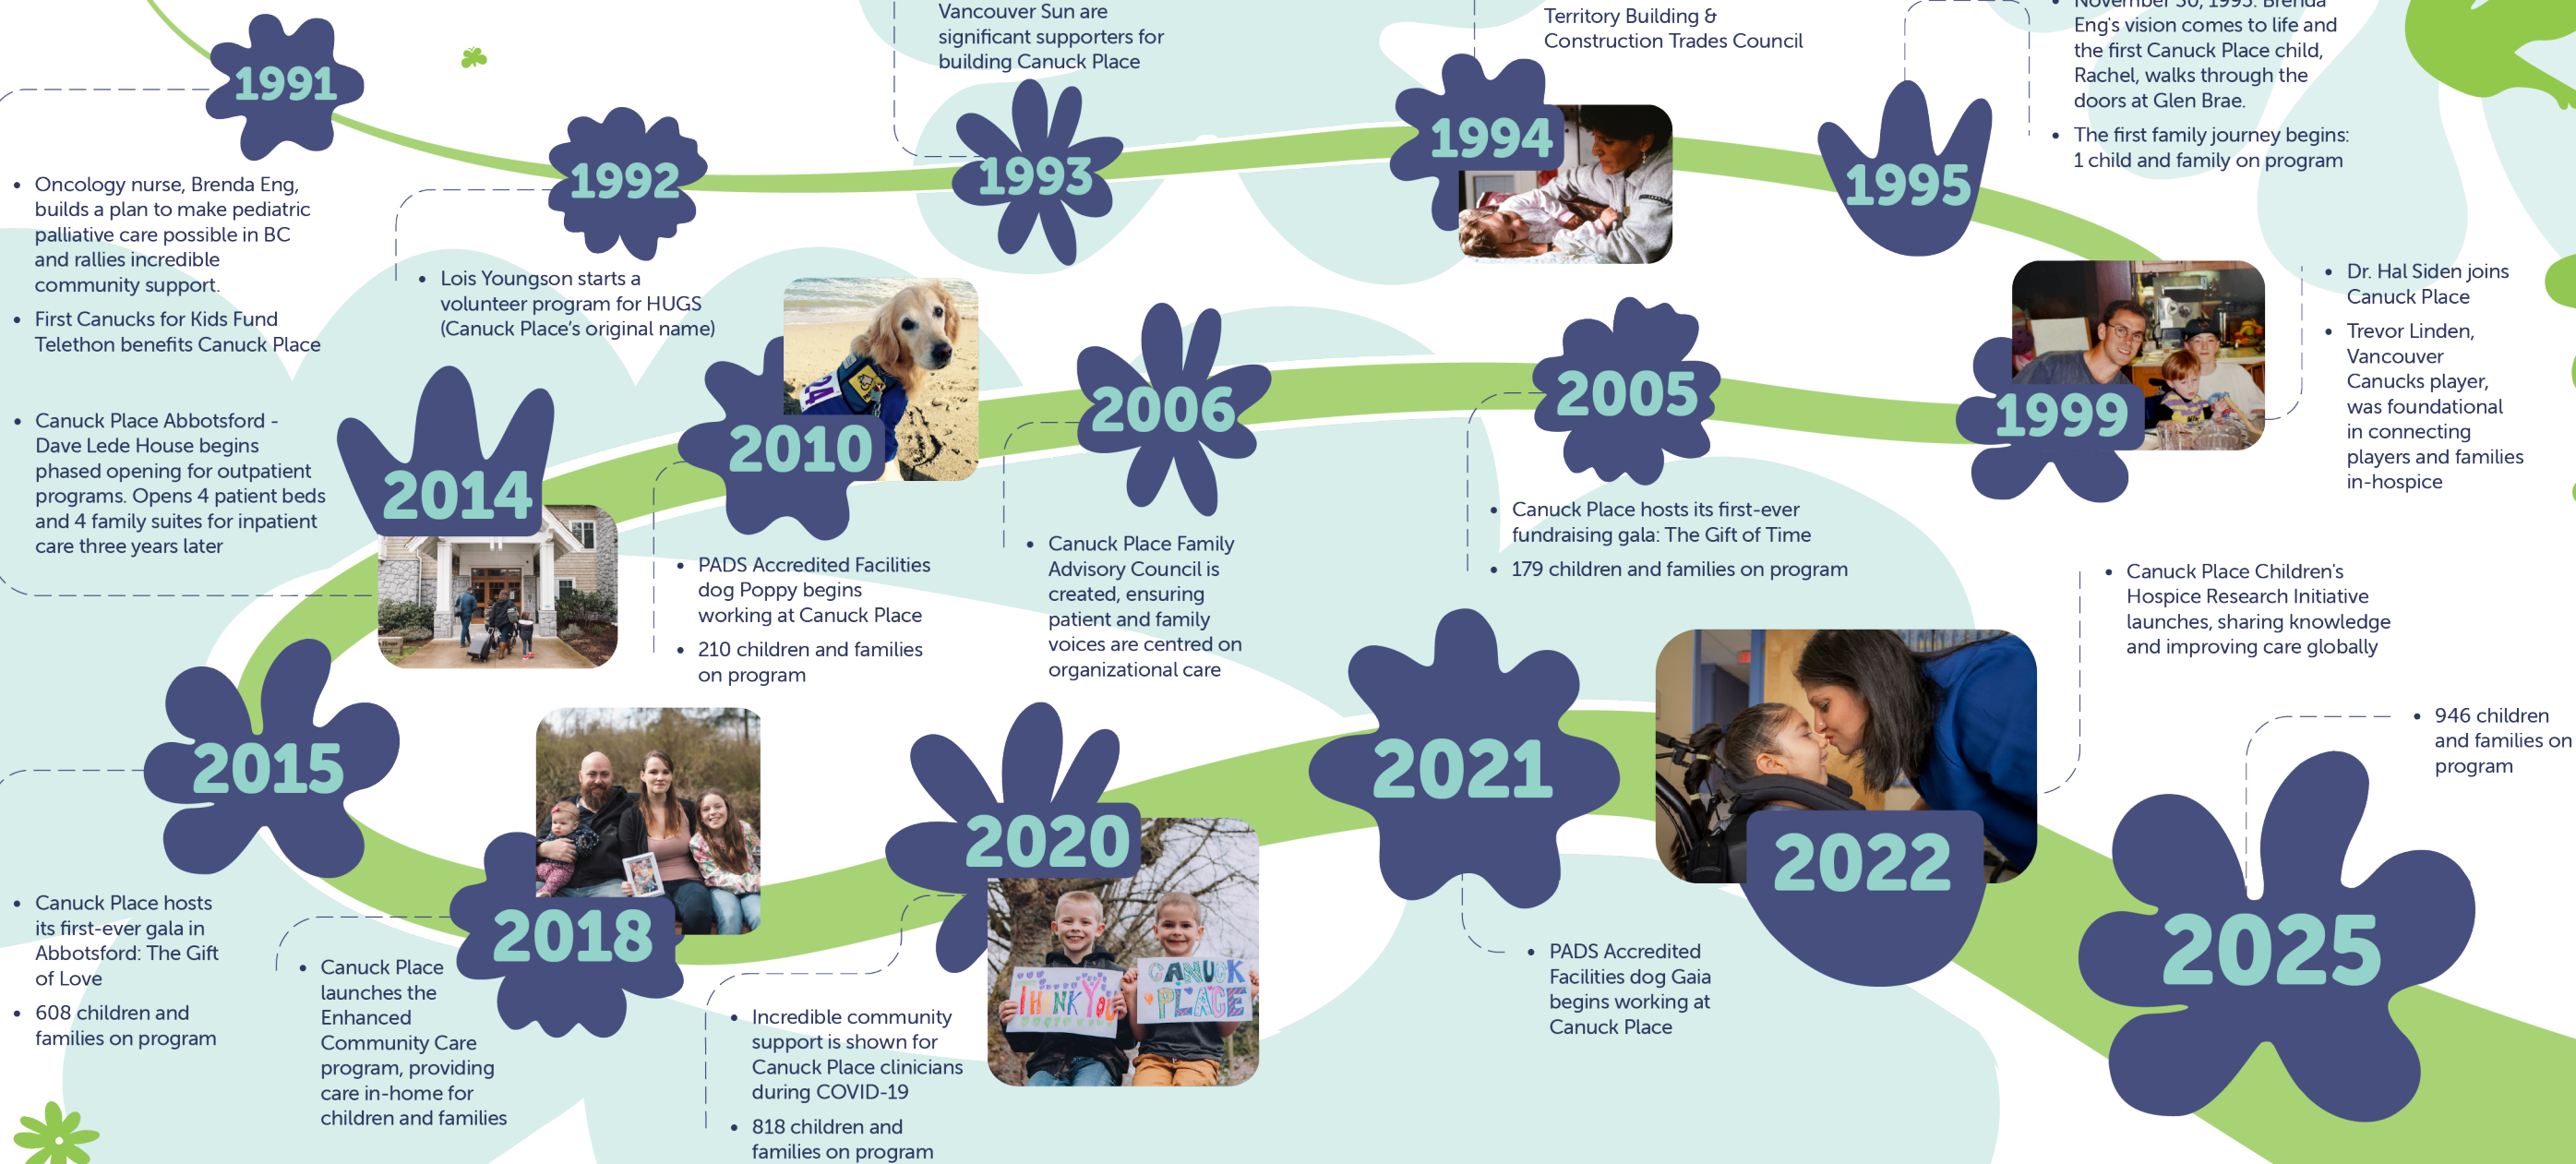 1991
• Oncology nurse, Brenda Eng,
builds a plan to make pediatric
palliative care possible in BC
and rallies incredible
community support.
• First Canucks for Kids Fund
Telethon benefits Canuck Place
1992
• Lois Youngson starts a
volunteer program for HUGS
(Canuck Place's original name)
Vancouver Sun are
significant supporters for
building Canuck Place
1993
Territory Building &
Construction Trades Council
1994
1995
• November 30, 1995: Brenda
Eng's vision comes to life and
the first Canuck Place child,
Rachel, walks through the
doors at Glen Brae.
• The first family journey begins:
1 child and family on program
1999
• Dr. Hal Siden joins
Canuck Place
• Trevor Linden,
Vancouver
Canucks player,
was foundational
in connecting
players and families
in-hospice
2005
• Canuck Place hosts its first-ever
fundraising gala: The Gift of Time
• 179 children and families on program
2006
• Canuck Place Family
Advisory Council is
created, ensuring
patient and family
voices are centred on
organizational care
24
2010
• PADS Accredited Facilities
dog Poppy begins
working at Canuck Place
• 210 children and families
on program
2014
• Canuck Place Abbotsford -
Dave Lede House begins
phased opening for outpatient
programs. Opens 4 patient beds
and 4 family suites for inpatient
care three years later
2015
• Canuck Place hosts
its first-ever gala in
Abbotsford: The Gift
of Love
• 608 children and
families on program
2018
• Canuck Place
launches the
Enhanced
Community Care
program, providing
care in-home for
children and families
2020
THANK YOU
CANUCK
PLACE
• Incredible community
support is shown for
Canuck Place clinicians
during COVID-19
• 818 children and
families on program
2021
• PADS Accredited
Facilities dog Gaia
begins working at
Canuck Place
2022
• Canuck Place Children's
Hospice Research Initiative
launches, sharing knowledge
and improving care globally
2025
• 946 children
and families on
program